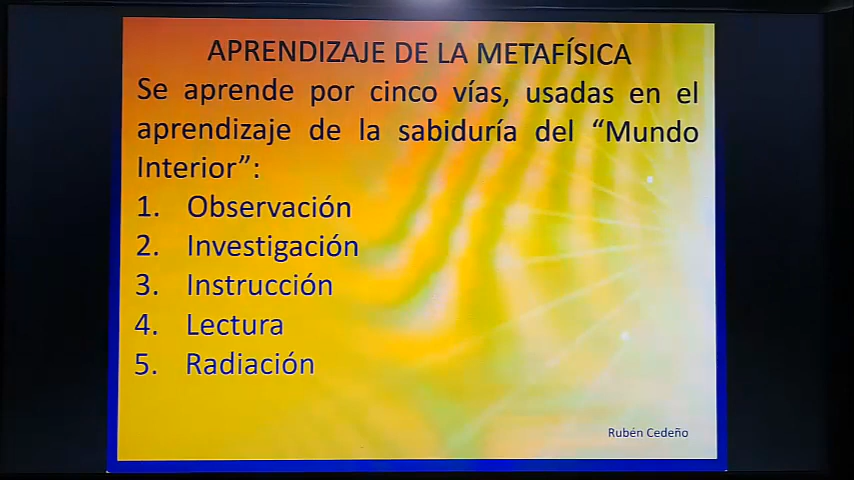 APRENDIZAJE DE LA METAFÍSICA
Se aprende por cinco vías, usadas en el
aprendizaje de la sabiduría del “Mundo
Interior”:
1. Observación
2. Investigación
3. Instrucción
4. Lectura
5. Radiación
Rubén Cedeño